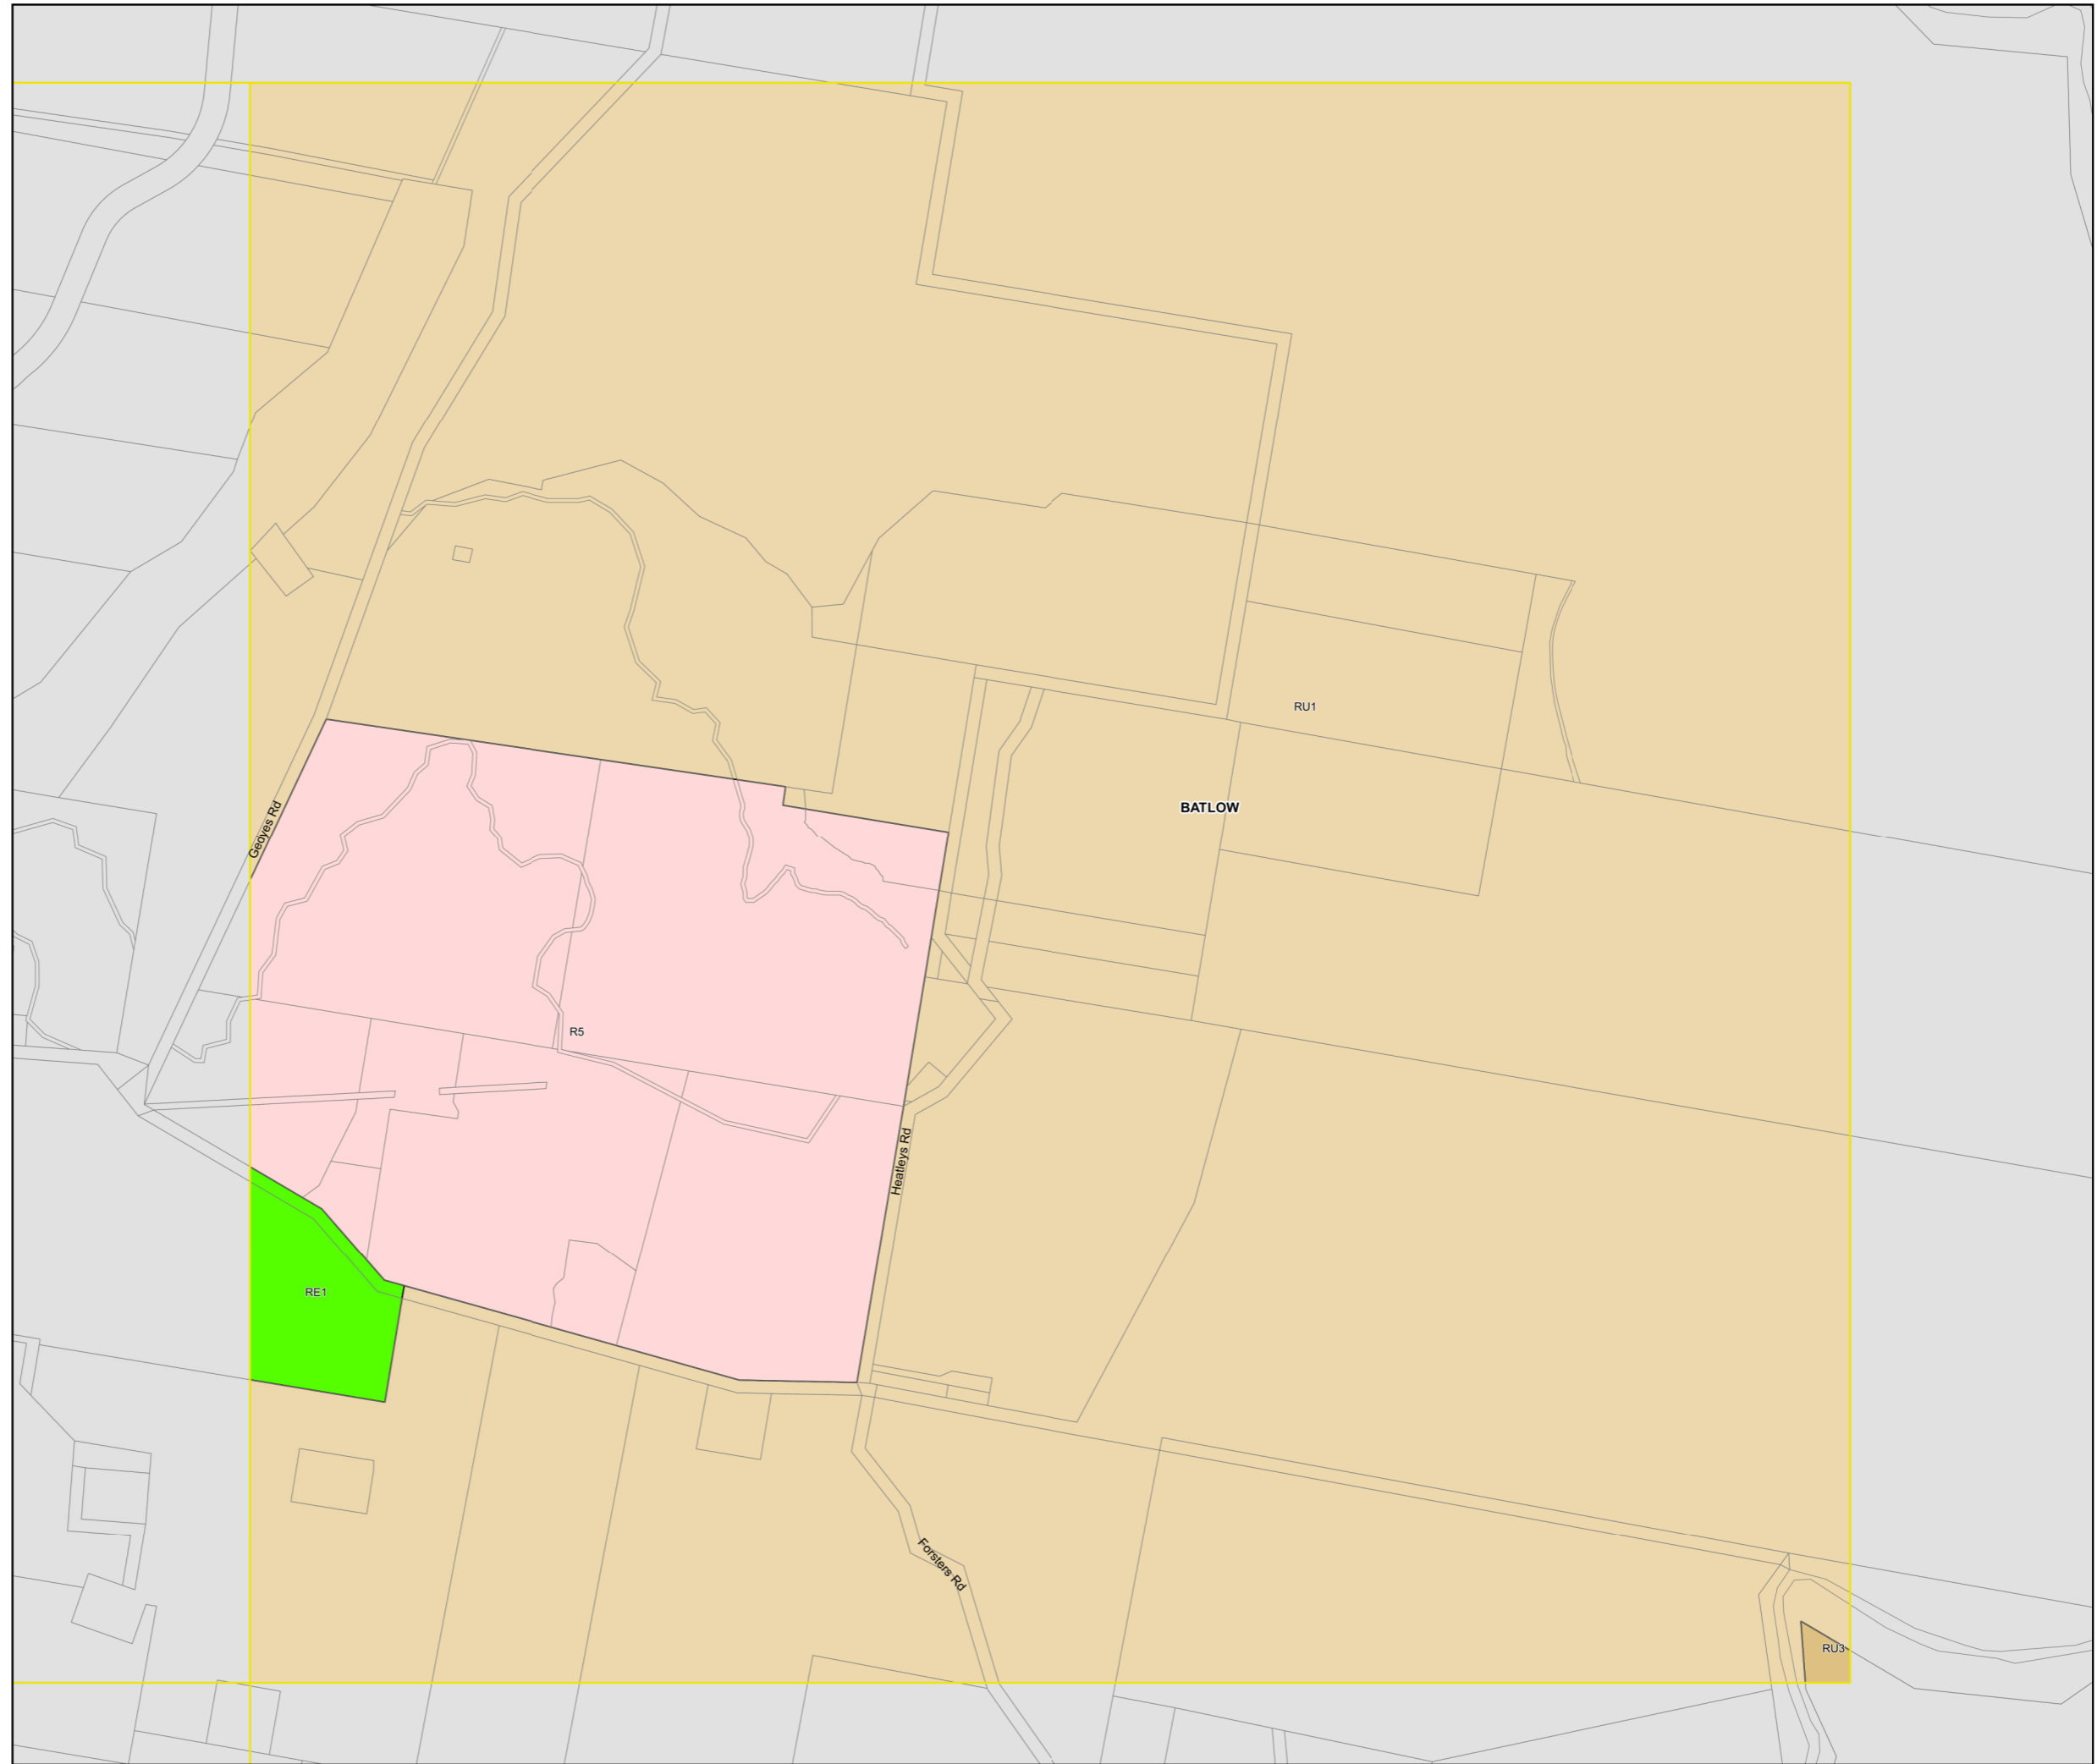 RU1
BATLOW
Gedyes Rd
R5
Heatleys Rd
RE1
Forsters Rd
RU3